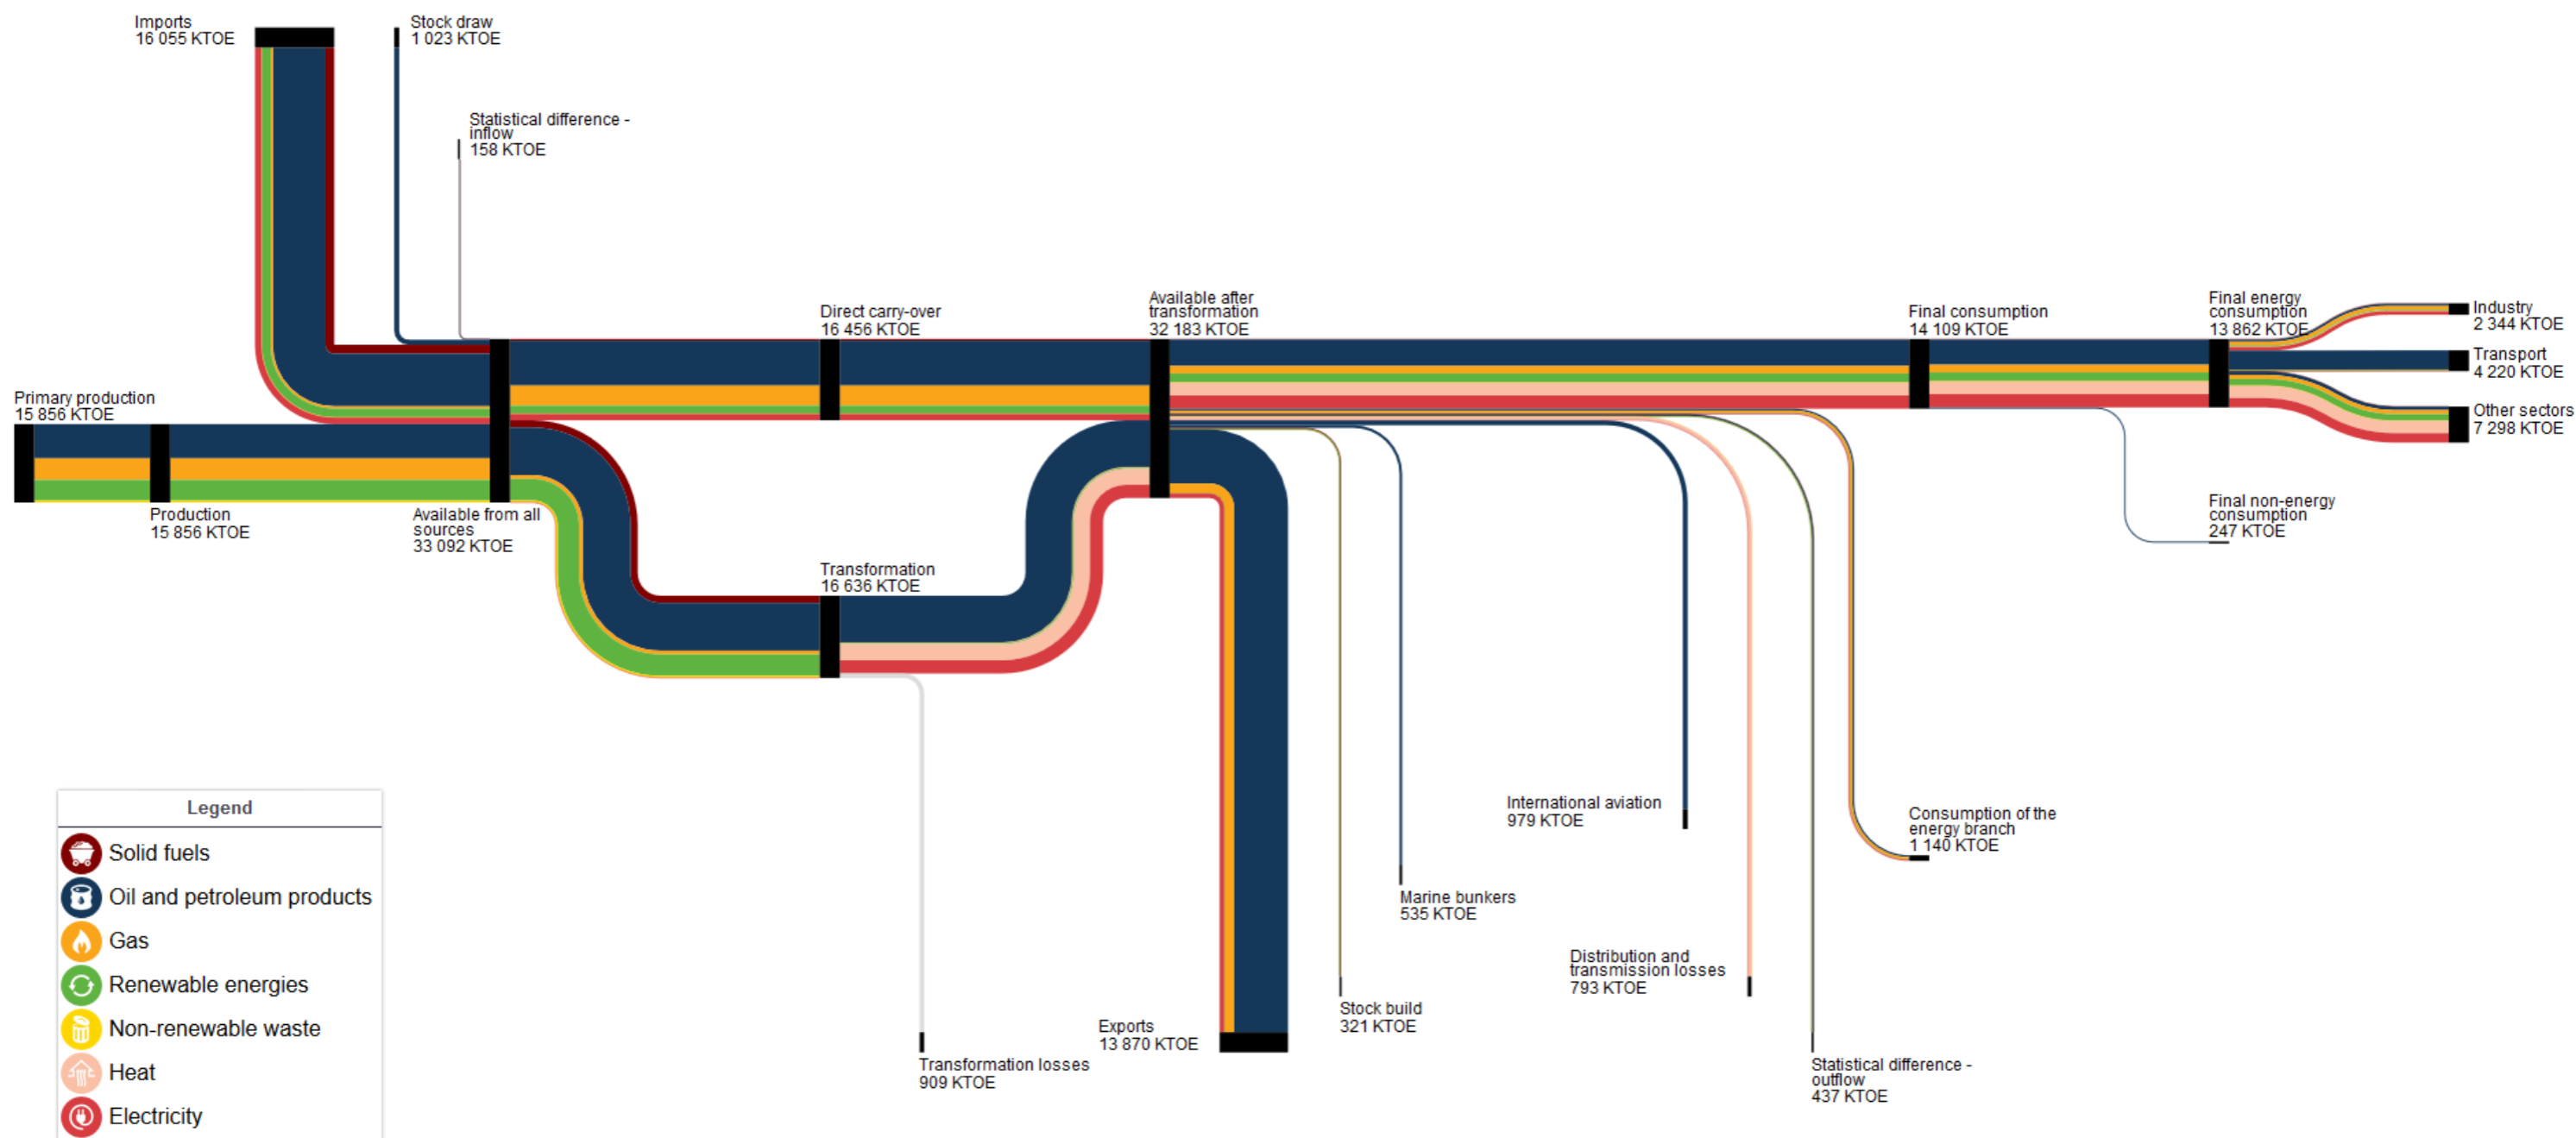 Imports
16 055 KTOE
Stock draw
1 023 KTOE
Statistical difference -
inflow
158 KTOE
Primary production
15 856 KTOE
Production
15 856 KTOE
Available from all
sources
33 092 KTOE
Direct carry-over
16 456 KTOE
Transformation
16 636 KTOE
Available after
transformation
32 183 KTOE
Final consumption
14 109 KTOE
Final energy
consumption
13 862 KTOE
Industry
2 344 KTOE
Transport
4 220 KTOE
Other sectors
7 298 KTOE
Final non-energy
consumption
247 KTOE
International aviation
979 KTOE
Consumption of the
energy branch
1 140 KTOE
Marine bunkers
535 KTOE
Distribution and
transmission losses
793 KTOE
Stock build
321 KTOE
Exports
13 870 KTOE
Transformation losses
909 KTOE
Statistical difference -
outflow
437 KTOE
Legend
Solid fuels
Oil and petroleum products
Gas
Renewable energies
Non-renewable waste
Heat
Electricity